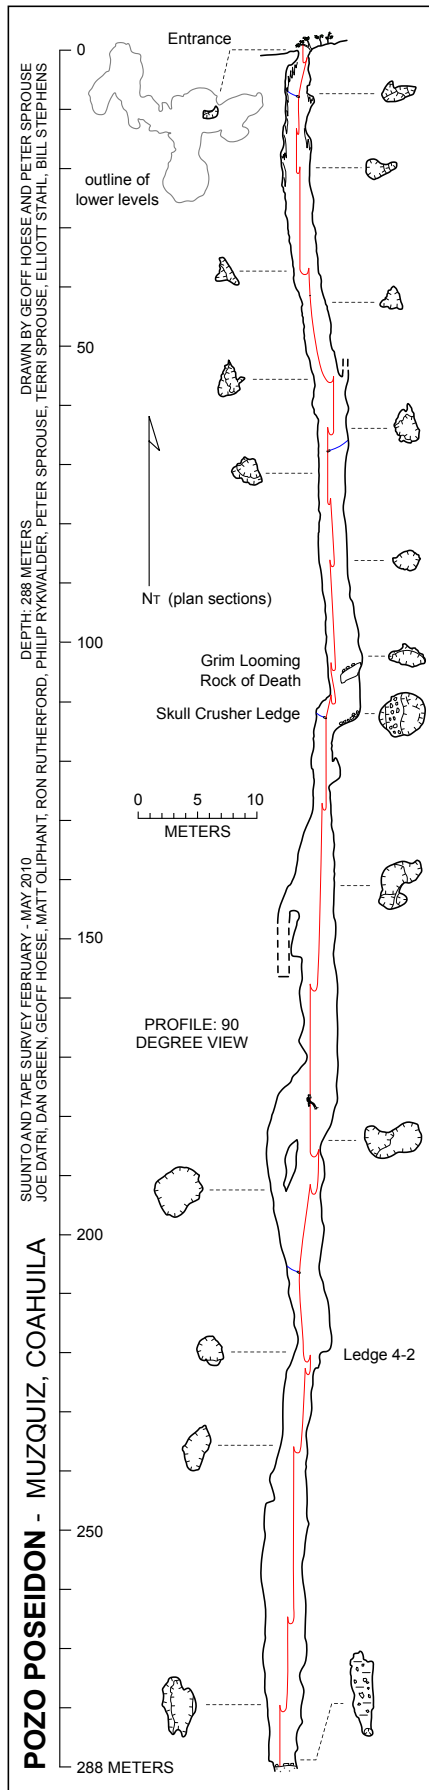 POZO POSEIDON - MUZQUIZ, COAHUILA
SUUNTO AND TAPE SURVEY FEBRUARY - MAY 2010
DEPTH: 288 METERS
DRAWN BY GEOFF HOESE AND PETER SPROUSE
JOE DATRI, DAN GREEN, GEOFF HOESE, MATT OLIPHANT, RON RUTHERFORD, PHILIP RYKWALDER, PETER SPROUSE, TERRI SPROUSE, ELLIOTT STAHL, BILL STEPHENS
Entrance
0
outline of
lower levels
50
NT (plan sections)
100
Grim Looming
Rock of Death
Skull Crusher Ledge
0 5 10
METERS
150
PROFILE: 90
DEGREE VIEW
200
Ledge 4-2
250
288 METERS